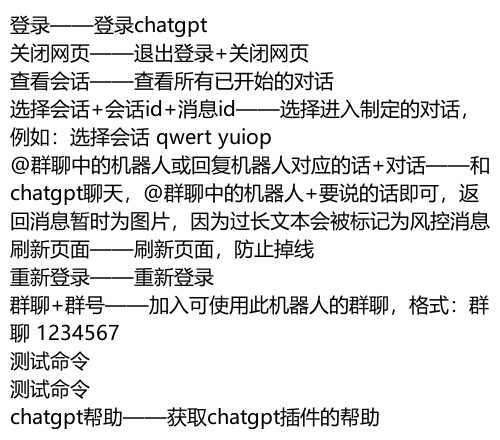 登录——登录chatgpt
关闭网页——退出登录+关闭网页
查看会话——查看所有已开始的对话
选择会话+会话id+消息id——选择进入制定的对话，
例如：选择会话 qwert yuiop
@群聊中的机器人或回复机器人对应的话+对话——和
chatgpt聊天，@群聊中的机器人+要说的话即可，返
回消息暂时为图片，因为过长文本会被标记为风控消息
刷新页面——刷新页面，防止掉线
重新登录——重新登录
群聊+群号——加入可使用此机器人的群聊，格式：群
聊 1234567
测试命令
测试命令
chatgpt帮助——获取chatgpt插件的帮助